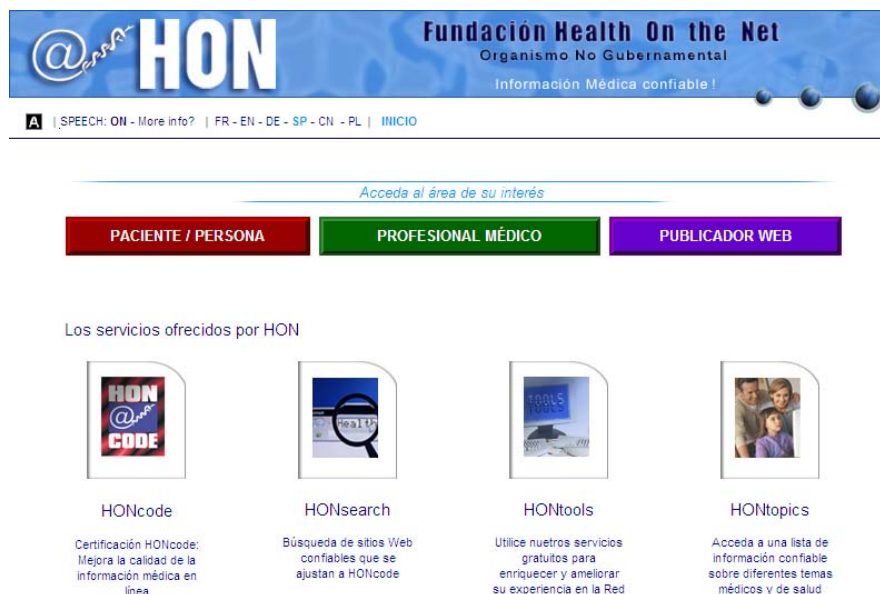 @ HON
Fundación Health On the Net
Organismo No Gubernamental
Información Médica confiable !
A | SPEECH: ON - More info? | FR - EN - DE - SP - CN - PL | INICIO
Acceda al área de su interés
PACIENTE / PERSONA PROFESIONAL MÉDICO PUBLICADOR WEB
Los servicios ofrecidos por HON
HON
@
CODE
Health
TOOLS
TOOLS
HONcode HONsearch HONtools HONtopics
Certificación HONcode:
Mejora la calidad de la
información médica en
línea
Búsqueda de sitios Web
confiables que se
ajustan a HONcode
Utilice nuetros servicios
gratuitos para
enriquecer y ameliorar
su experiencia en la Red
Acceda a una lista de
información confiable
sobre diferentes temas
médicos y de salud